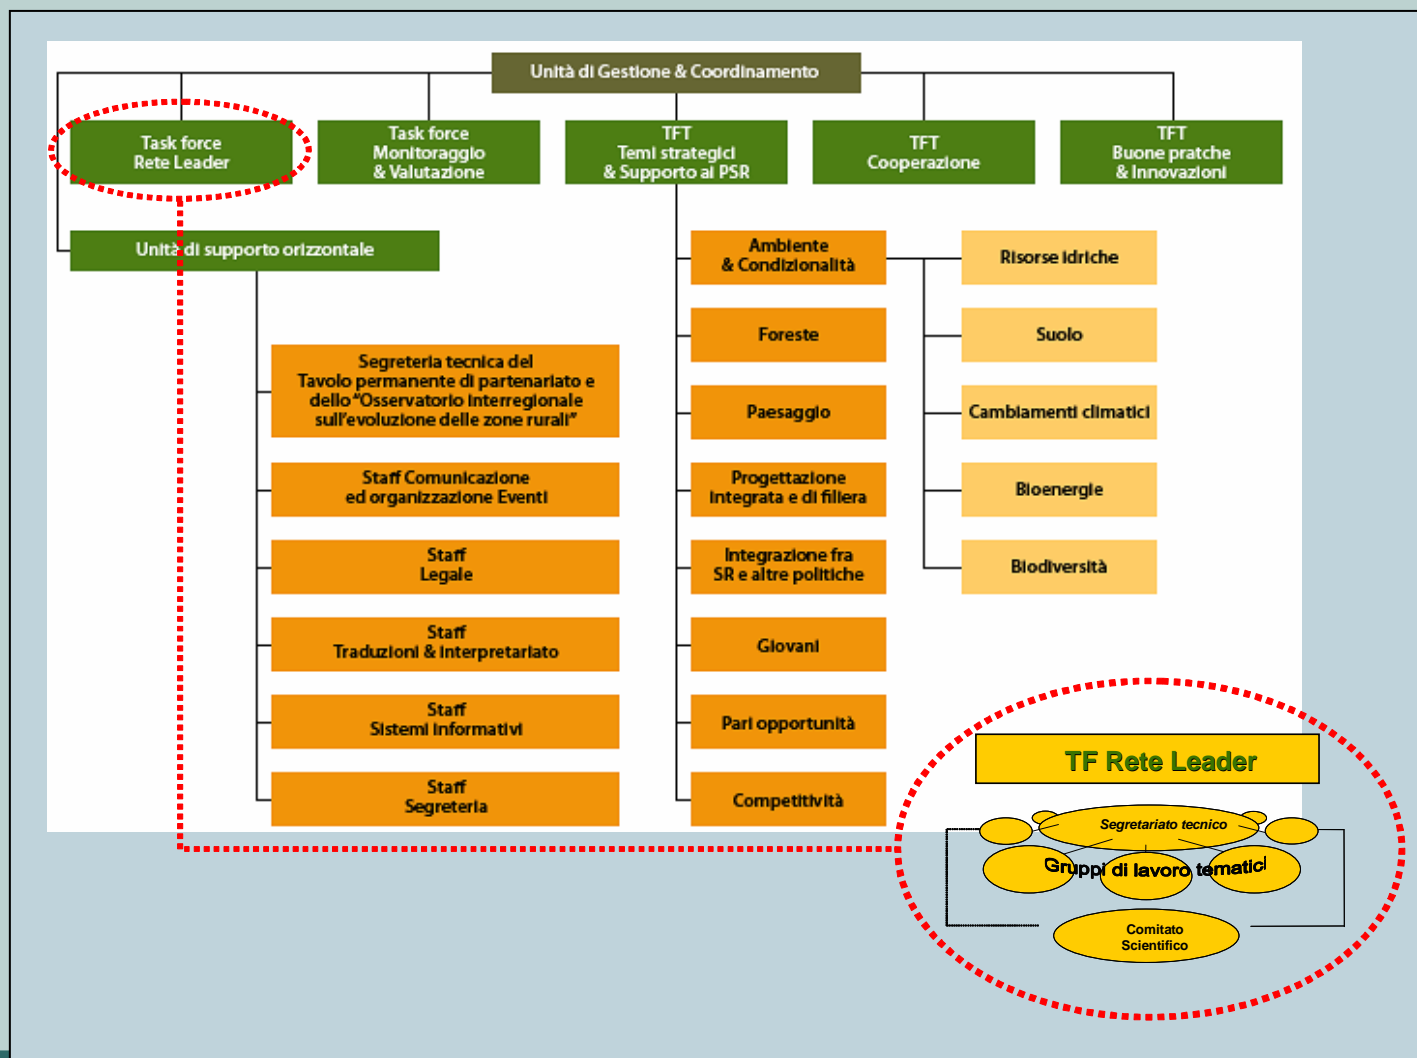 Unità di Gestione & Coordinamento
Task force
Rete Leader
Task force
Monitoraggio
& Valutazione
TFT
Temi strategici
& Supporto ai PSR
TFT
Cooperazione
TFT
Buone pratche
& Innovazioni
Unità di supporto orizzontale
Segreteria tecnica del
Tavolo permanente di partenariato e
dello "Osservatorio interregionale
sull'evoluzione delle zone rurali"
Staff Comunicazione
ed organizzazione Eventi
Staff
Legale
Staff
Traduzioni & interpretariato
Staff
Sistemi informativi
Staff
Segreteria
Ambiente
& Condizionalità
Foreste
Paesaggio
Progettazione
integrata e di filiera
Integrazione fra
SR e altre politiche
Giovani
Pari opportunità
Competitività
Risorse idriche
Suolo
Cambiamenti climatici
Bioenergie
Biodiversità
TF Rete Leader
Segretariato tecnico
Gruppi di lavoro tematici
Comitato
Scientifico